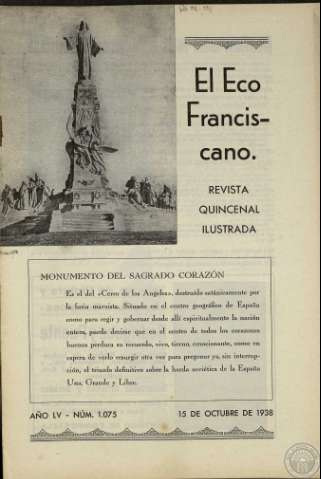 El Eco
Francis-
cano.
REVISTA
QUINCENAL
ILUSTRADA
MONUMENTO DEL SAGRADO CORAZÓN
Es el del «Cerro de los Angeles», destruído satánicamente por
la furia marxista. Situado en el centro geográfico de España
como para regir y gobernar desde allí espiritualmente la nación
entera, puede decirse que en el centro de todos los corazones
buenos perdura su recuerdo, vivo, tierno, emocionante, como en
espera de verlo resurgir otra vez para pregonar ya, sin interrup-
ción, el triunfo definitivo sobre la horda soviética de la España
Una, Grande y Libre.
AÑO LV - NÚM. 1.075
15 DE OCTUBRE DE 1938